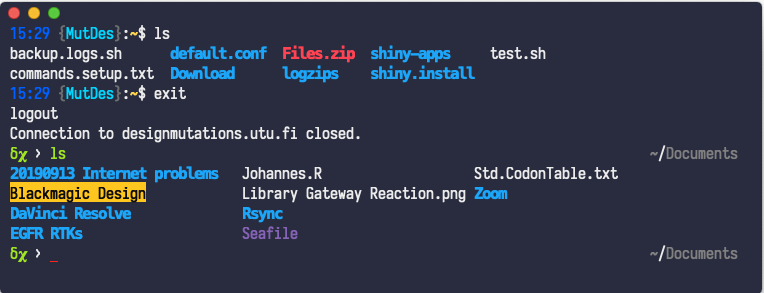 15:29 {MutDes}:~$ ls
backup.logs.sh default.conf Files.zip shiny-apps test.sh
commands.setup.txt Download logzips shiny.install
15:29 {MutDes}:~$ exit
logout
Connection to designmutations.utu.fi closed.
δχ › ls ~/Documents
20190913 Internet problems Johannes.R Std.CodonTable.txt
Blackmagic Design Library Gateway Reaction.png Zoom
DaVinci Resolve Rsync
EGFR RTKs Seafile
δχ › _ ~/Documents